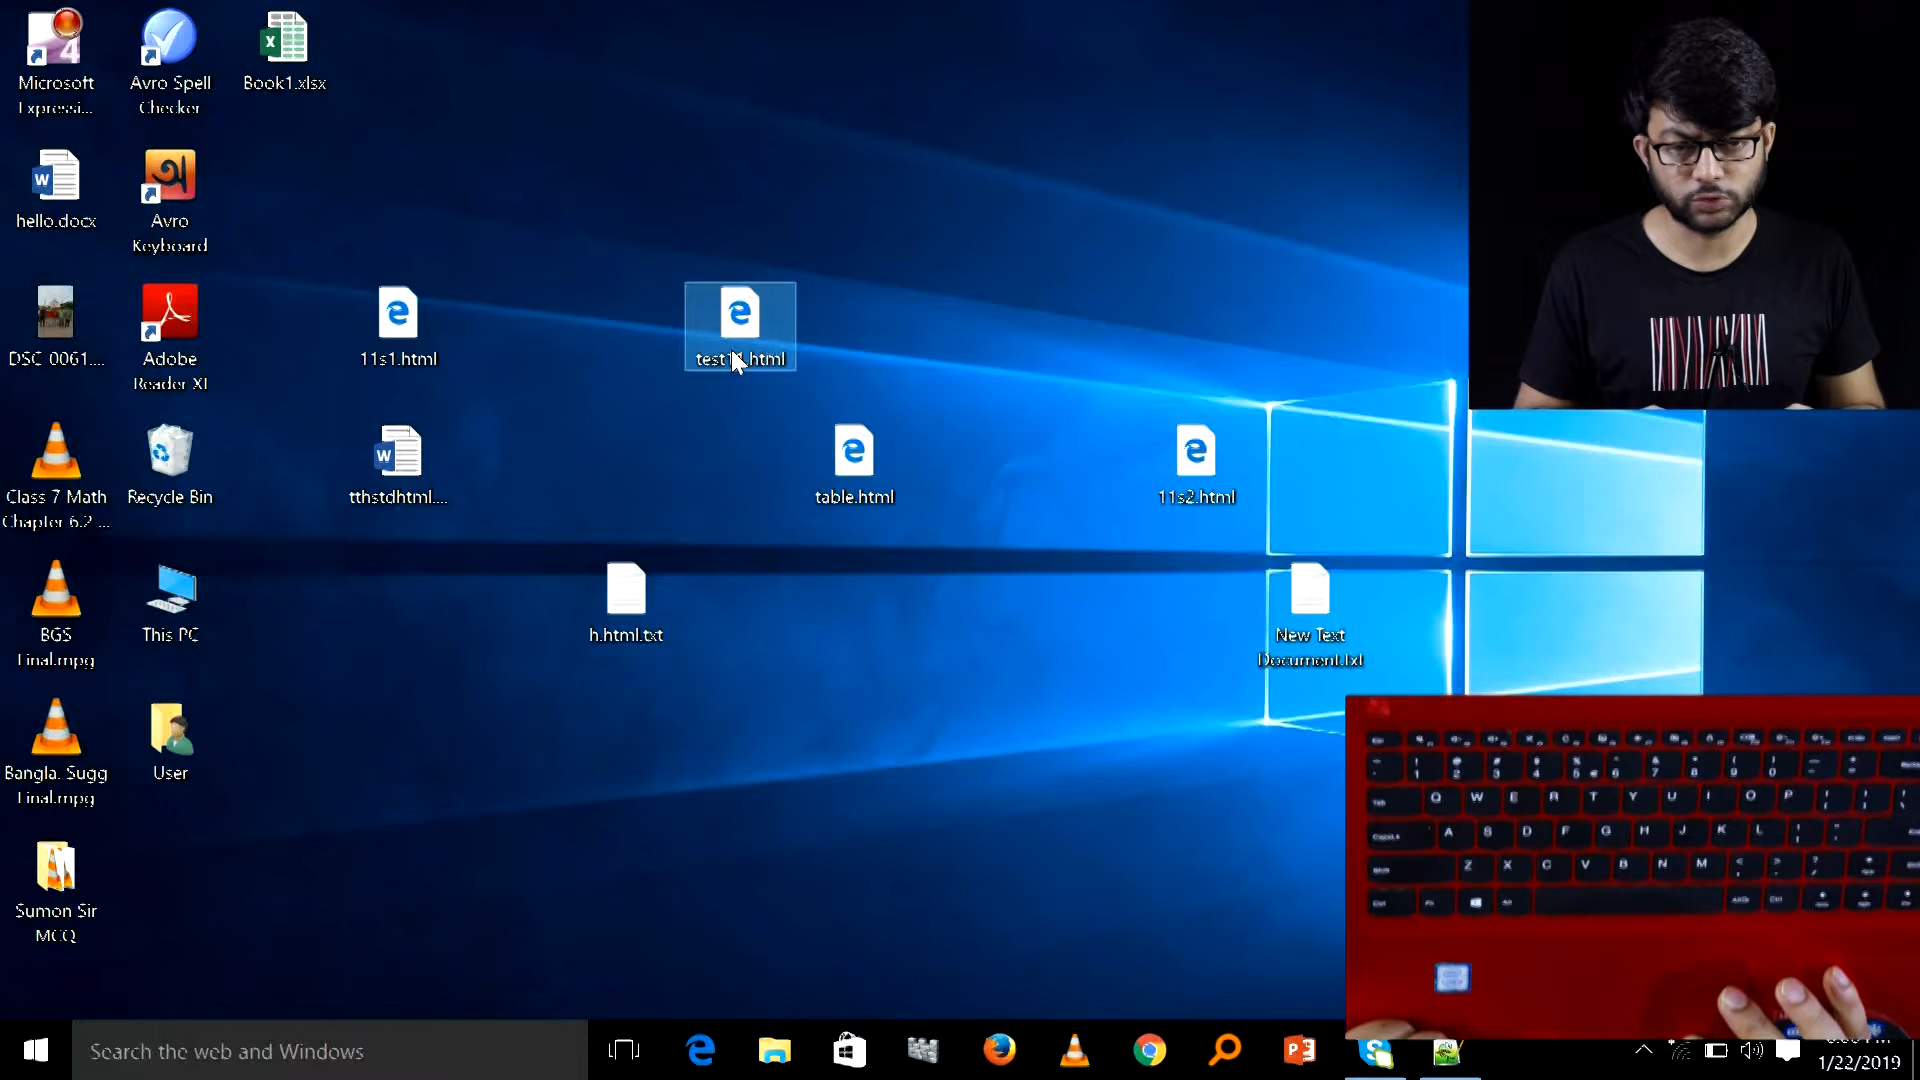 Microsoft
Expressi...
Avro Spell
Checker
Book1.xlsx
hello.docx
Avro
Keyboard
DSC_0061....
Adobe
Reader XI
11s1.html
html
Class 7 Math
Chapter 6.2 ...
Recycle Bin
tthstdhtml....
table.html
11s2.html
BGS
Final.mpg
This PC
h.html.txt
New Text
Document.txt
Bangla. Sugg
Final.mpg
User
Sumon Sir
MCQ
Q W E R T Y U I O P
A S D F G H J K L
Z X C V B N M
Search the web and Windows
1/22/2019